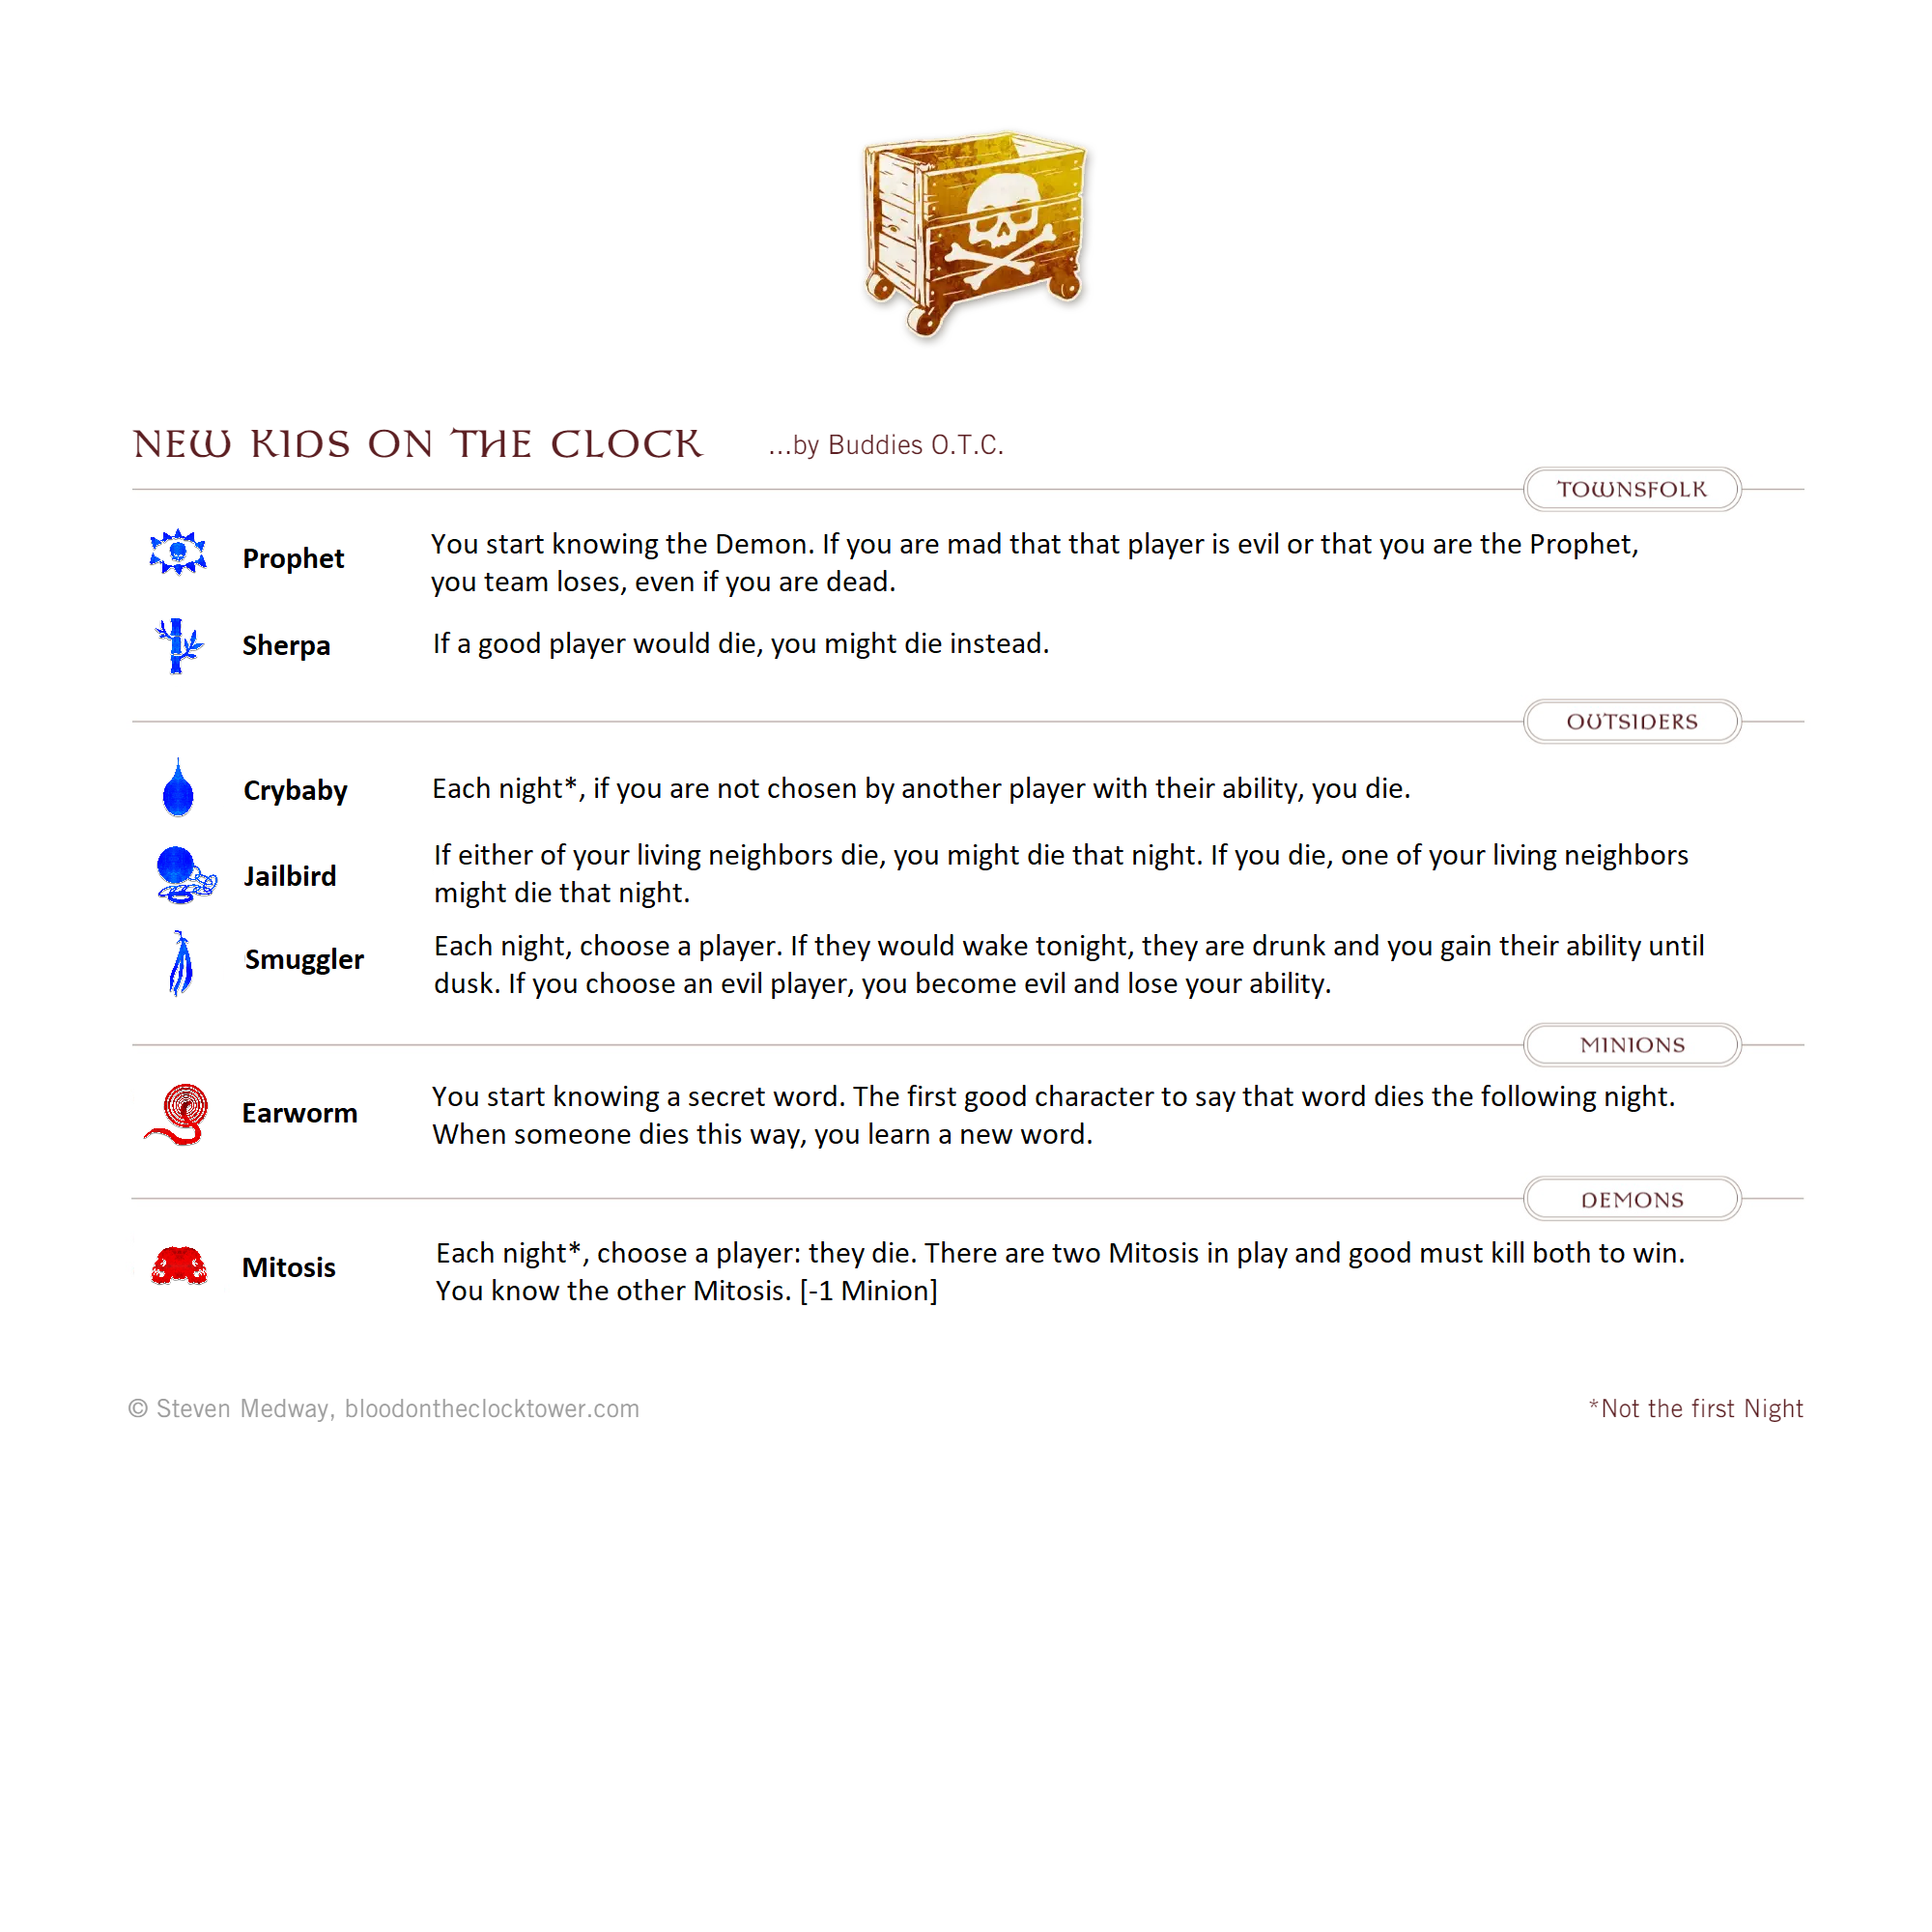 NEW KIDS ON THE CLOCK ...by Buddies O.T.C.
TOWNSFOLK
Prophet You start knowing the Demon. If you are mad that that player is evil or that you are the Prophet,
you team loses, even if you are dead.
Sherpa If a good player would die, you might die instead.
OUTSIDERS
Crybaby Each night*, if you are not chosen by another player with their ability, you die.
Jailbird If either of your living neighbors die, you might die that night. If you die, one of your living neighbors
might die that night.
Smuggler Each night, choose a player. If they would wake tonight, they are drunk and you gain their ability until
dusk. If you choose an evil player, you become evil and lose your ability.
MINIONS
Earworm You start knowing a secret word. The first good character to say that word dies the following night.
When someone dies this way, you learn a new word.
DEMONS
Mitosis Each night*, choose a player: they die. There are two Mitosis in play and good must kill both to win.
You know the other Mitosis. [-1 Minion]
© Steven Medway, bloodontheclocktower.com *Not the first Night